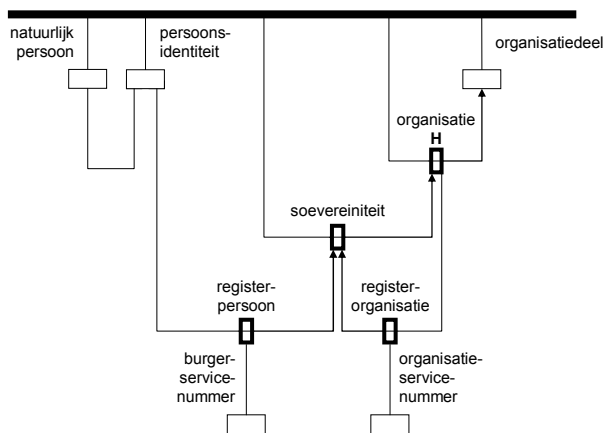 natuurlijk
persoon
persoons-
identiteit
organisatiedeel
organisatie
H
soevereiniteit
register-
persoon
register-
organisatie
burger-
service-
nummer
organisatie-
service-
nummer